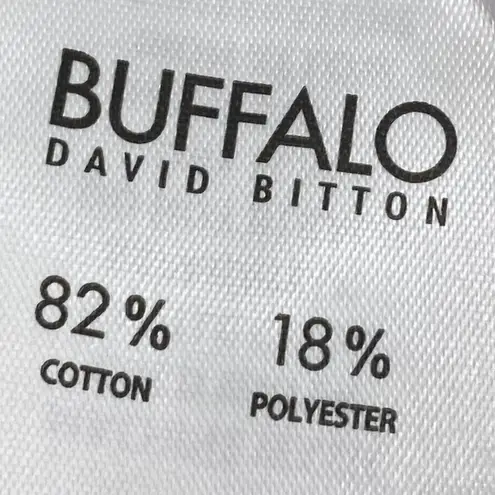 BUFFALO
DAVID BITTON
82% 18%
COTTON POLYESTER